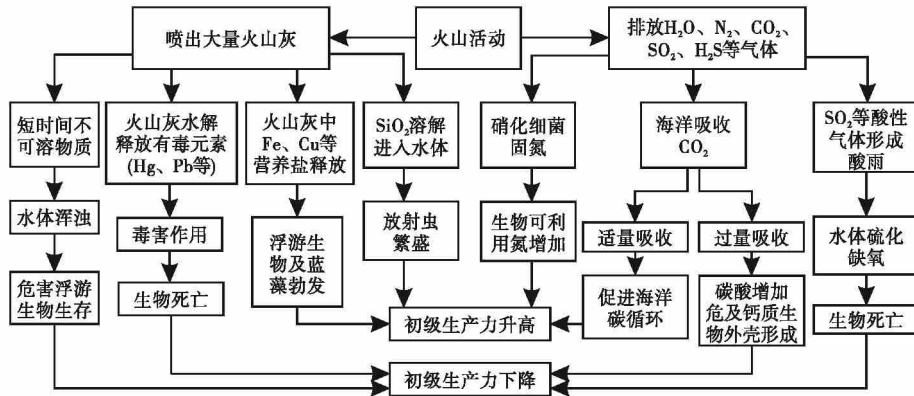 喷出大量火山灰
火山活动
排放H₂O、N₂、CO₂、
SO₂、H₂S等气体
短时间不
可溶物质
火山灰水解
释放有毒元素
(Hg、Pb等)
火山灰中
Fe、Cu等
营养盐释放
SiO₂溶解
进入水体
硝化细菌
固氮
海洋吸收
CO₂
SO₂等酸性
气体形成
酸雨
水体浑浊
毒害作用
浮游生
物及蓝
藻勃发
放射虫
繁盛
生物可利
用氮增加
适量吸收
过量吸收
水体硫化
缺氧
危害浮游
生物生存
生物死亡
初级生产力升高
促进海洋
碳循环
碳酸增加
危及钙质生
物外壳形成
生物死亡
初级生产力下降